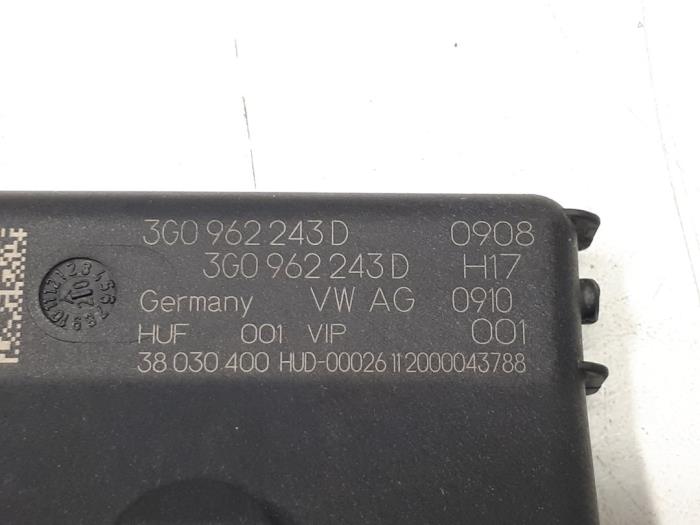 3G0 962 243 D 0908
3G0 962 243 D H17
Germany VW AG 0910
HUF 001 VIP 001
38 030 400 HUD-00026 112000043788